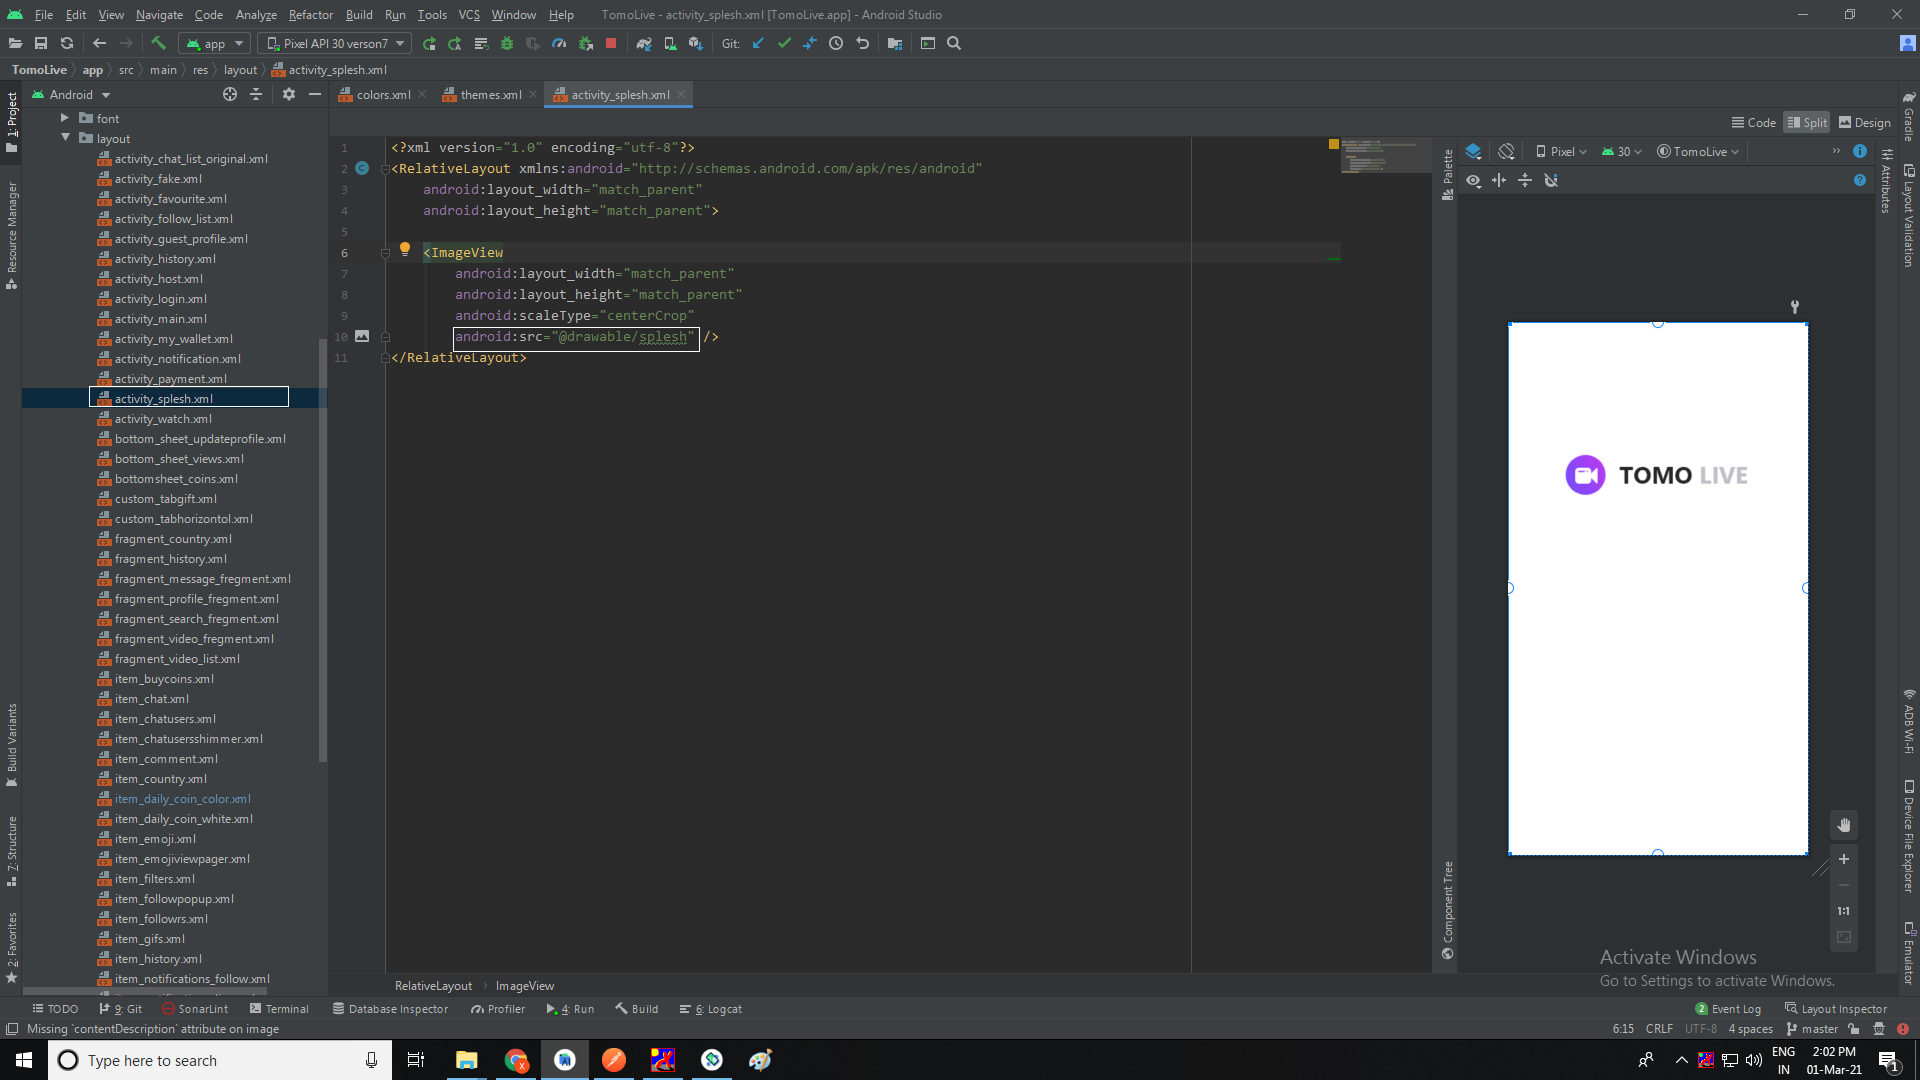 File Edit View Navigate Code Analyze Refactor Build Run Tools VCS Window Help TomoLive - activity_splesh.xml [TomoLive.app] - Android Studio
app Pixel API 30 verson7 Git:
TomoLive app src main res layout activity_splesh.xml
Android
colors.xml
themes.xml
activity_splesh.xml
Code Split Design
1: Project
Resource Manager
Build Variants
7: Structure
2: Favorites
font
layout
activity_chat_list_original.xml
activity_fake.xml
activity_favourite.xml
activity_follow_list.xml
activity_guest_profile.xml
activity_history.xml
activity_host.xml
activity_login.xml
activity_main.xml
activity_my_wallet.xml
activity_notification.xml
activity_payment.xml
activity_splesh.xml
activity_watch.xml
bottom_sheet_updateprofile.xml
bottom_sheet_views.xml
bottomsheet_coins.xml
custom_tabgift.xml
custom_tabhorizontol.xml
fragment_country.xml
fragment_history.xml
fragment_message_fregment.xml
fragment_profile_fregment.xml
fragment_search_fregment.xml
fragment_video_fregment.xml
fragment_video_list.xml
item_buycoins.xml
item_chat.xml
item_chatusers.xml
item_chatusersshimmer.xml
item_comment.xml
item_country.xml
item_daily_coin_color.xml
item_daily_coin_white.xml
item_emoji.xml
item_emojiviewpager.xml
item_filters.xml
item_followpopup.xml
item_followrs.xml
item_gifs.xml
item_history.xml
item_notifications_follow.xml
1 <?xml version="1.0" encoding="utf-8"?>
2 <RelativeLayout xmlns:android="http://schemas.android.com/apk/res/android"
3 android:layout_width="match_parent"
4 android:layout_height="match_parent">
5
6 <ImageView
7 android:layout_width="match_parent"
8 android:layout_height="match_parent"
9 android:scaleType="centerCrop"
10 android:src="@drawable/splesh" />
11 </RelativeLayout>
Palette
Component Tree
Pixel 30 TomoLive
TOMO LIVE
1:1
Attributes
Gradle
Layout Validation
ADB Wi-Fi
Device File Explorer
Emulator
Activate Windows
Go to Settings to activate Windows.
RelativeLayout ImageView
TODO 9: Git SonarLint Terminal Database Inspector Profiler 4: Run Build 6: Logcat 2 Event Log Layout Inspector
Missing `contentDescription` attribute on image 6:15 CRLF UTF-8 4 spaces master
Type here to search
ENG
IN
2:02 PM
01-Mar-21
1